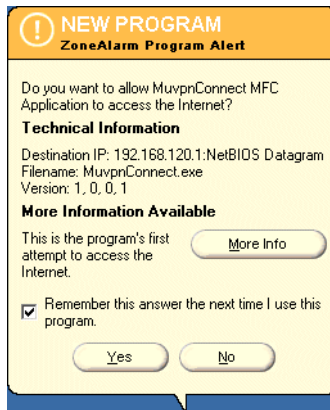 NEW PROGRAM
ZoneAlarm Program Alert
Do you want to allow MuvpnConnect MFC
Application to access the Internet?
Technical Information
Destination IP: 192.168.120.1:NetBIOS Datagram
Filename: MuvpnConnect.exe
Version: 1, 0, 0, 1
More Information Available
This is the program's first
attempt to access the
Internet.
More Info
Remember this answer the next time I use this
program.
Yes No